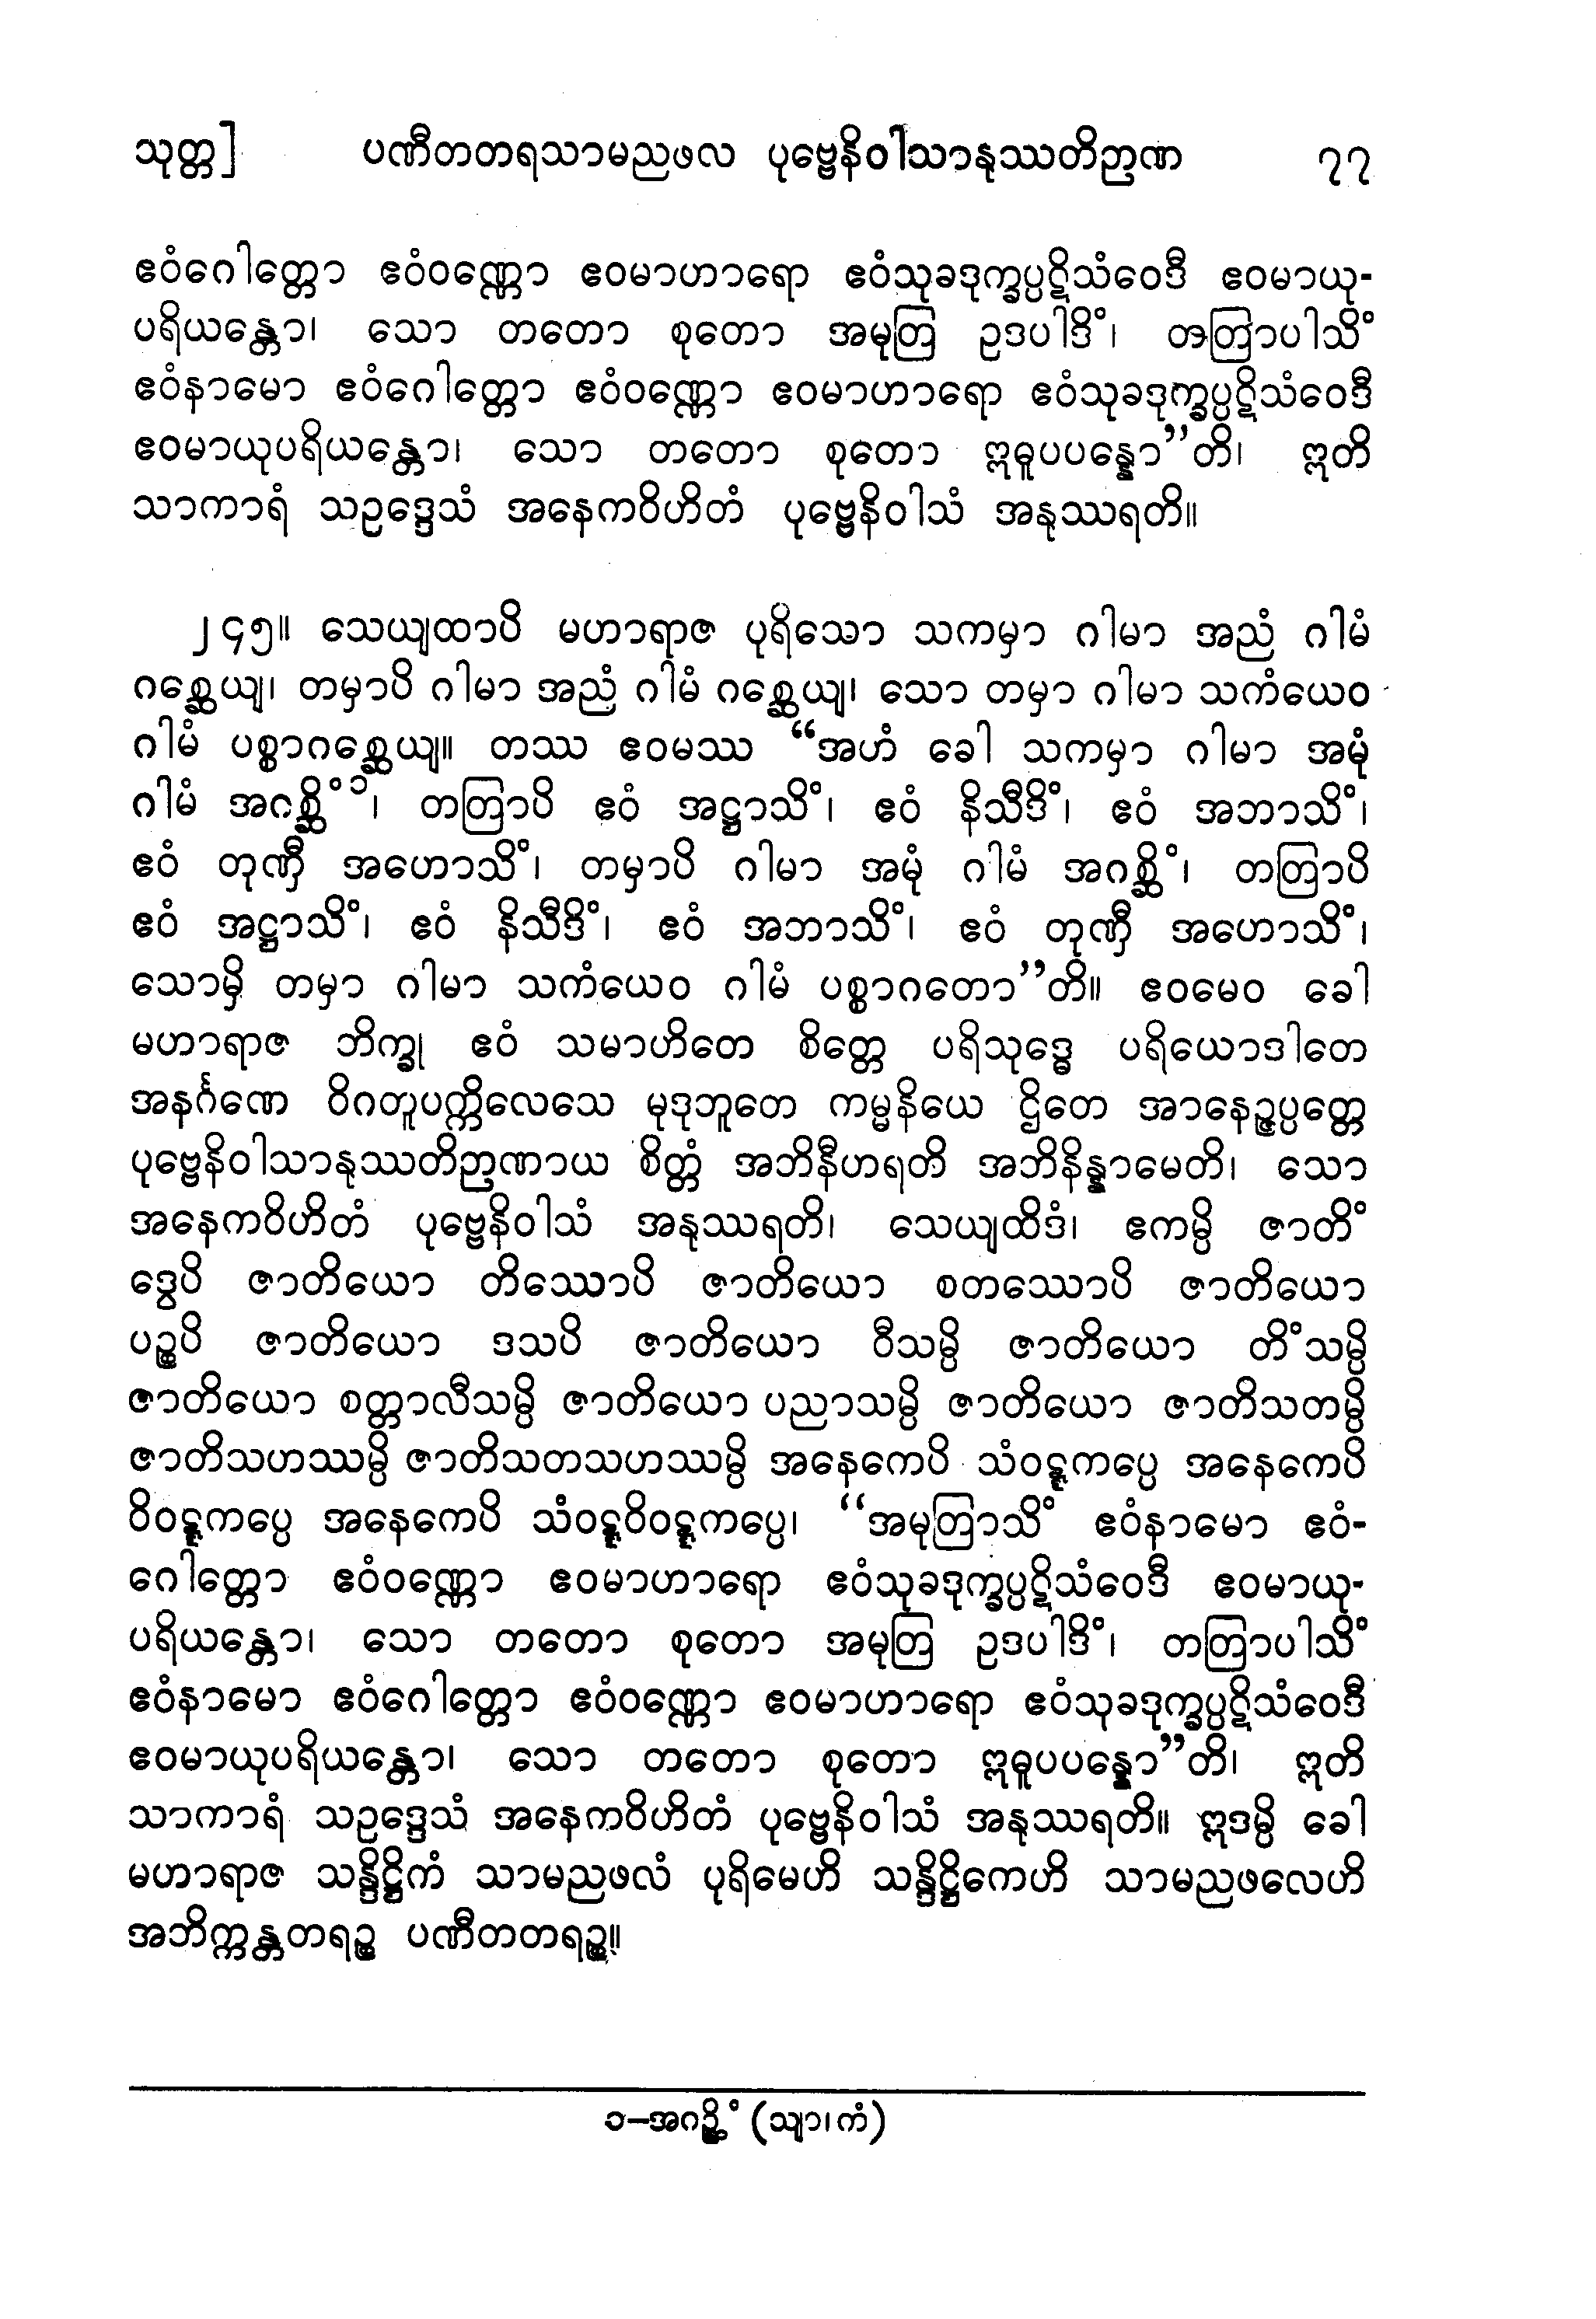 သုတ္တ] ပဏီတတရသာမညဖလ ပုဗ္ဗေနိဝါသာနုဿတိဉာဏ ၇၇
ဧဝံဂေါတ္တော ဧဝံဝဏ္ဏော ဧဝမာဟာရော ဧဝံသုခဒုက္ခပ္ပဋိသံဝေဒီ ဧဝမာယု-
ပရိယန္တော၊ သော တတော စုတော အမုတြ ဥဒပါဒိံ၊ တတြာပါသိံ
ဧဝံနာမော ဧဝံဂေါတ္တော ဧဝံဝဏ္ဏော ဧဝမာဟာရော ဧဝံသုခဒုက္ခပ္ပဋိသံဝေဒီ
ဧဝမာယုပရိယန္တော၊ သော တတော စုတော ဣဓူပပန္နော”တိ၊ ဣတိ
သာကာရံ သဥဒ္ဒေသံ အနေကဝိဟိတံ ပုဗ္ဗေနိဝါသံ အနုဿရတိ။
၂၄၅။ သေယျထာပိ မဟာရာဇ ပုရိသော သကမှာ ဂါမာ အညံ ဂါမံ
ဂစ္ဆေယျ၊ တမှာပိ ဂါမာ အညံ ဂါမံ ဂစ္ဆေယျ၊ သော တမှာ ဂါမာ သကံယေဝ
ဂါမံ ပစ္စာဂစ္ဆေယျ။ တဿ ဧဝမဿ “အဟံ ခေါ သကမှာ ဂါမာ အမုံ
ဂါမံ အဂစ္ဆိံ၁၊ တတြာပိ ဧဝံ အဋ္ဌာသိံ၊ ဧဝံ နိသီဒိံ၊ ဧဝံ အဘာသိံ၊
ဧဝံ တုဏှီ အဟောသိံ၊ တမှာပိ ဂါမာ အမုံ ဂါမံ အဂစ္ဆိံ၊ တတြာပိ
ဧဝံ အဋ္ဌာသိံ၊ ဧဝံ နိသီဒိံ၊ ဧဝံ အဘာသိံ၊ ဧဝံ တုဏှီ အဟောသိံ၊
သောမှိ တမှာ ဂါမာ သကံယေဝ ဂါမံ ပစ္စာဂတော”တိ။ ဧဝမေဝ ခေါ
မဟာရာဇ ဘိက္ခု ဧဝံ သမာဟိတေ စိတ္တေ ပရိသုဒ္ဓေ ပရိယောဒါတေ
အနင်္ဂဏေ ဝိဂတူပက္ကိလေသေ မုဒုဘူတေ ကမ္မနိယေ ဌိတေ အာနေဉ္ဇပ္ပတ္တေ
ပုဗ္ဗေနိဝါသာနုဿတိဉာဏာယ စိတ္တံ အဘိနီဟရတိ အဘိနိန္နာမေတိ၊ သော
အနေကဝိဟိတံ ပုဗ္ဗေနိဝါသံ အနုဿရတိ၊ သေယျထိဒံ၊ ဧကမ္ပိ ဇာတိံ
ဒွေပိ ဇာတိယော တိဿောပိ ဇာတိယော စတဿောပိ ဇာတိယော
ပဉ္စပိ ဇာတိယော ဒသပိ ဇာတိယော ဝီသမ္ပိ ဇာတိယော တိံသမ္ပိ
ဇာတိယော စတ္တာလီသမ္ပိ ဇာတိယော ပညာသမ္ပိ ဇာတိယော ဇာတိသတမ္ပိ
ဇာတိသဟဿမ္ပိ ဇာတိသတသဟဿမ္ပိ အနေကေပိ သံဝဋ္ဋကပ္ပေ အနေကေပိ
ဝိဝဋ္ဋကပ္ပေ အနေကေပိ သံဝဋ္ဋဝိဝဋ္ဋကပ္ပေ၊ “အမုတြာသိံ ဧဝံနာမော ဧဝံ-
ဂေါတ္တော ဧဝံဝဏ္ဏော ဧဝမာဟာရော ဧဝံသုခဒုက္ခပ္ပဋိသံဝေဒီ ဧဝမာယု-
ပရိယန္တော၊ သော တတော စုတော အမုတြ ဥဒပါဒိံ၊ တတြာပါသိံ
ဧဝံနာမော ဧဝံဂေါတ္တော ဧဝံဝဏ္ဏော ဧဝမာဟာရော ဧဝံသုခဒုက္ခပ္ပဋိသံဝေဒီ
ဧဝမာယုပရိယန္တော၊ သော တတော စုတော ဣဓူပပန္နော”တိ၊ ဣတိ
သာကာရံ သဥဒ္ဒေသံ အနေကဝိဟိတံ ပုဗ္ဗေနိဝါသံ အနုဿရတိ။ ဣဒမ္ပိ ခေါ
မဟာရာဇ သန္ဒိဋ္ဌိကံ သာမညဖလံ ပုရိမေဟိ သန္ဒိဋ္ဌိကေဟိ သာမညဖလေဟိ
အဘိက္ကန္တတရဉ္စ ပဏီတတရဉ္စ။
၁–အဂဉ္ဆိံ (သျာ၊ကံ)